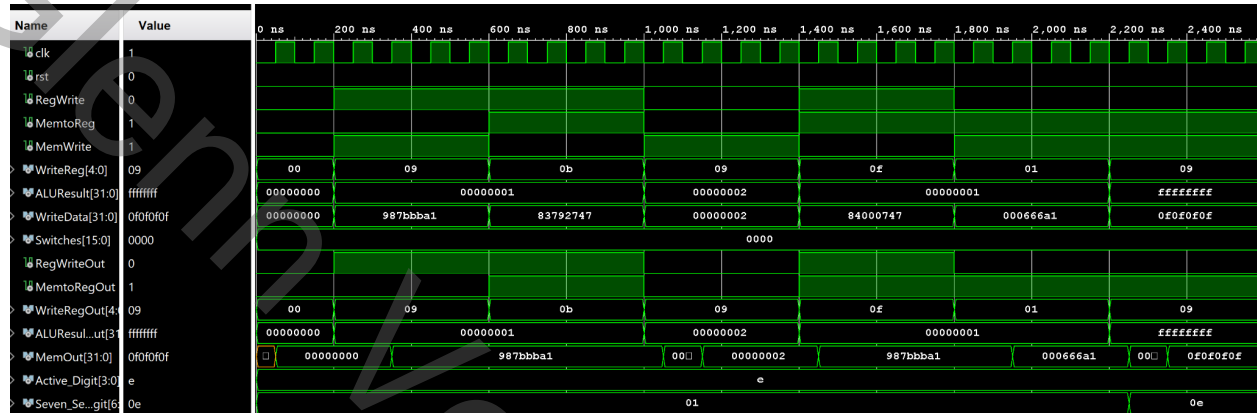 Name Value 0 ns 200 ns 400 ns 600 ns 800 ns 1,000 ns 1,200 ns 1,400 ns 1,600 ns 1,800 ns 2,000 ns 2,200 ns 2,400 ns
clk 1
rst 0
RegWrite 0
MemtoReg 1
MemWrite 1
WriteReg[4:0] 09 00 09 0b 09 0f 01 09
ALUResult[31:0] ffffffff 00000000 00000001 00000002 00000001 ffffffff
WriteData[31:0] 0f0f0f0f 00000000 987bbba1 83792747 00000002 84000747 000666a1 0f0f0f0f
Switches[15:0] 0000 0000
RegWriteOut 0
MemtoRegOut 1
WriteRegOut[4: 09 00 09 0b 09 0f 01 09
ALUResul...ut[31 ffffffff 00000000 00000001 00000002 00000001 ffffffff
MemOut[31:0] 0f0f0f0f 00000000 987bbba1 00 00000002 987bbba1 000666a1 00 0f0f0f0f
Active_Digit[3:0] e e
Seven_Se...git[6: 0e 01 0e